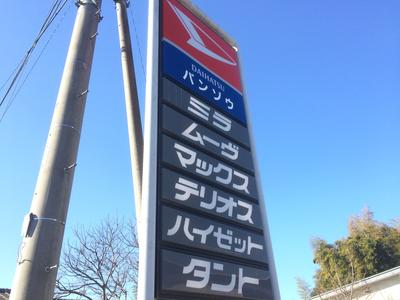 DAIHATSU
バンゾウ
ミラ
ムーヴ
マックス
テリオス
ハイゼット
タント